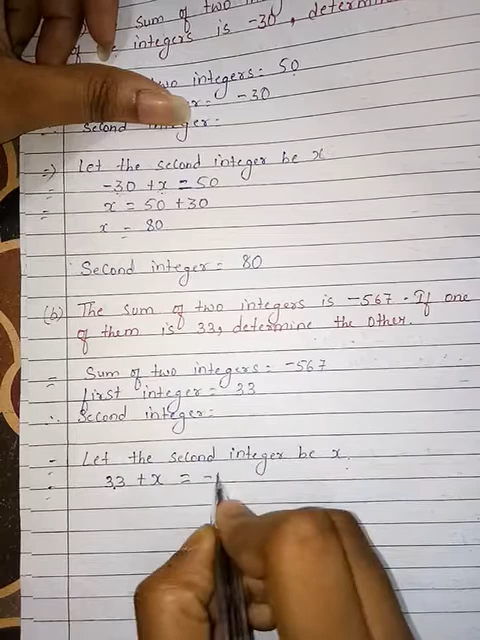 sum of two
integers is -30, determine
two integers: 50
-30
Second integer:
=) Let the second integer be x
= -30 + x = 50
= x = 50 + 30
x = 80
Second integer = 80
(b) The sum of two integers is -567. If one
of them is 33, determine the other.
= Sum of two integers: -567
first integer = 33
∴ Second integer:
- Let the second integer be x.
33 + x = -